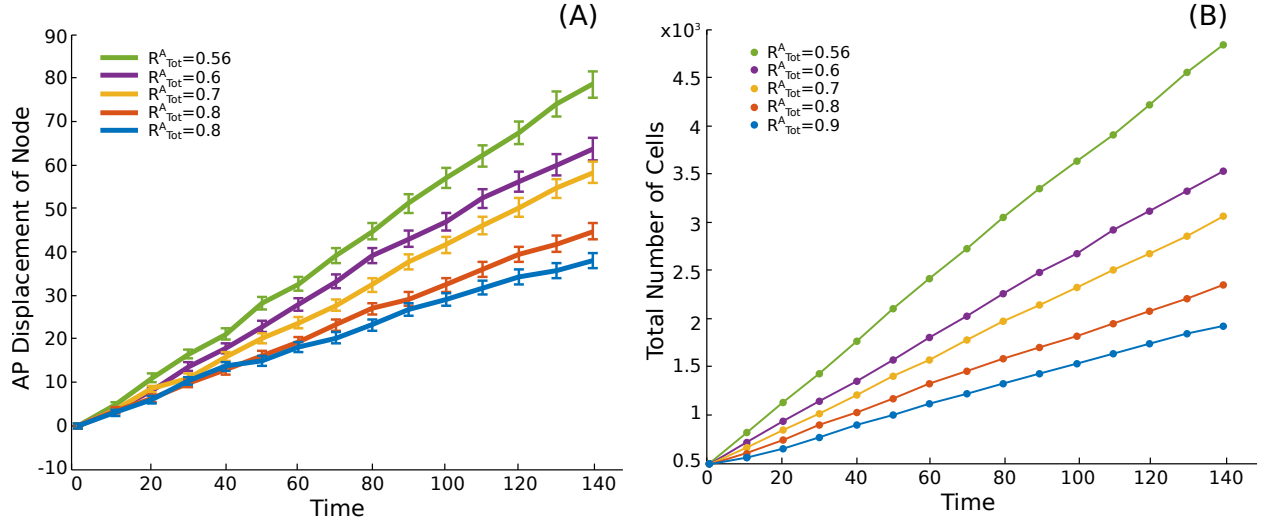 (A)
90
80
70
60
50
40
30
20
10
0
-10
AP Displacement of Node
R^A_Tot=0.56
R^A_Tot=0.6
R^A_Tot=0.7
R^A_Tot=0.8
R^A_Tot=0.8
0 20 40 60 80 100 120 140
Time
(B)
x10³
4.5
4
3.5
3
2.5
2
1.5
1
0.5
Total Number of Cells
R^A_Tot=0.56
R^A_Tot=0.6
R^A_Tot=0.7
R^A_Tot=0.8
R^A_Tot=0.9
0 20 40 60 80 100 120 140
Time